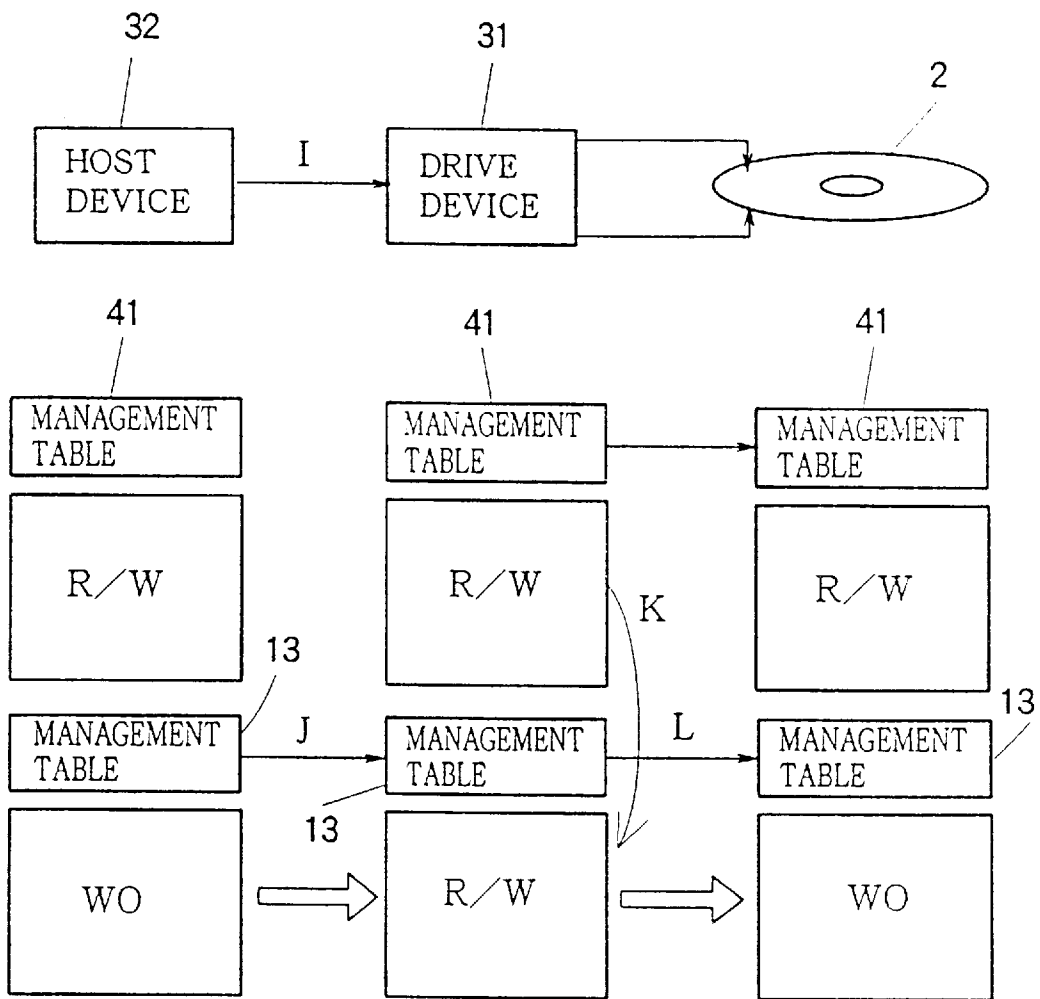 32
31
2
HOST
DEVICE
I
DRIVE
DEVICE
41
41
41
MANAGEMENT
TABLE
MANAGEMENT
TABLE
MANAGEMENT
TABLE
R/W
R/W
K
R/W
13
MANAGEMENT
TABLE
J
MANAGEMENT
TABLE
L
MANAGEMENT
TABLE
13
13
WO
R/W
WO